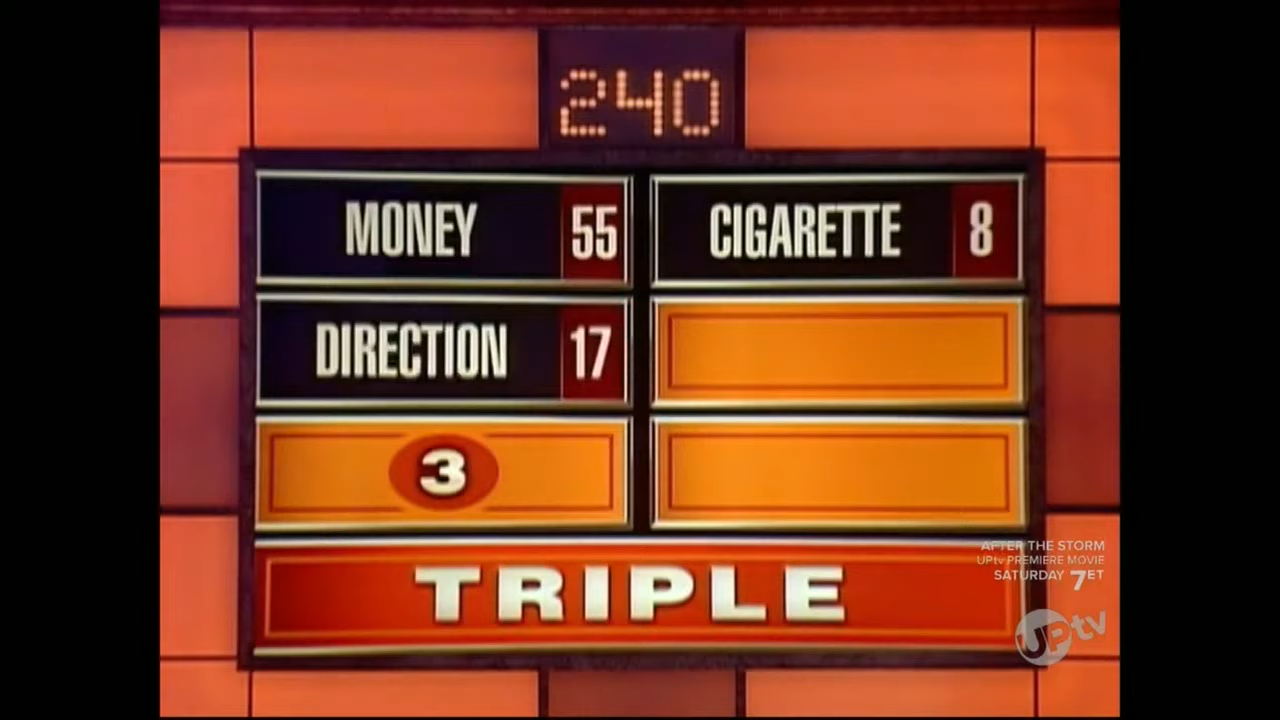 240
MONEY 55
CIGARETTE 8
DIRECTION 17
3
TRIPLE
AFTER THE STORM
UPtv PREMIERE MOVIE
SATURDAY 7ET
UPtv